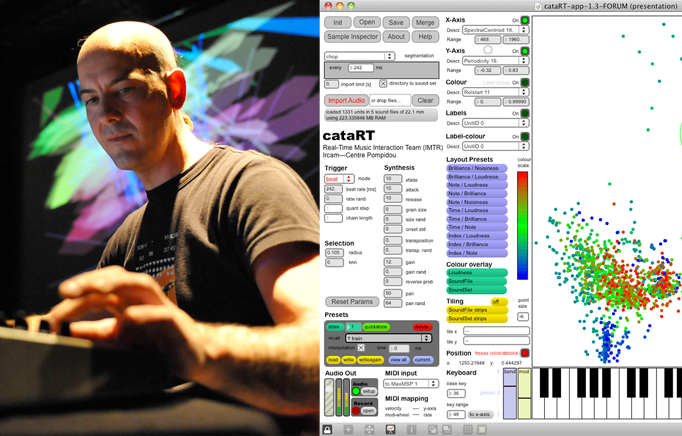 cataRT-app-1.3-FORUM (presentation)
Init Open Save Merge
Sample Inspector About Help
chop segmentation
every 242 ms
0. import limit [s] directory to sound set
Import Audio or drop files... Clear
loaded 1331 units in 5 sound files of 22.1 min
using 223.335846 MB RAM
cataRT
Real-Time Music Interaction Team (IMTR)
Ircam—Centre Pompidou
Trigger
beat mode
242. beat rate [ms]
0 rate rand
quant step
chain length
Selection
0.105 radius
0 knn
Reset Params
Synthesis
10 xfade
10 attack
10 release
0 grain size
0 size rand
0 onset std
0. transposition
0. transp. rand
12. gain
0. gain rand
0 reverse prob
50. pan
64 pan rand
Presets
store 1 quickstore delete
recall 1 train
interpolation time 0 ms
read write writeagain view all current
Audio Out
Audio
setup
Record
open
MIDI input
to MaxMSP 1
MIDI mapping
velocity y-axis
mod-wheel rate
X-Axis On
Descr. SpectralCentroid 18.
Range 469. 1960.
Y-Axis On
Descr. Periodicity 16.
Range -0.32 0.83
Colour On
Descr. Relstart 11
Range 0. 0.99990
Labels On
Descr. UnitID 0
Label-colour On
Descr. UnitID 0
Layout Presets
Brilliance / Noisiness
Brilliance / Loudness
Note / Loudness
Note / Brilliance
Note / Noisiness
Time / Loudness
Time / Brilliance
Time / Note
Index / Loudness
Index / Brilliance
Index / Note
colour
scale
Colour overlay
Loudness
SoundFile
SoundSet
Tiling off
SoundFile strips
SoundSet strips
point
size
-6
tile x --
tile y --
Position freeze (click/dblclick)
x: 1250.21948 y: 0.444297
Keyboard
base key
36
key range
48 to x-axis
bend mod